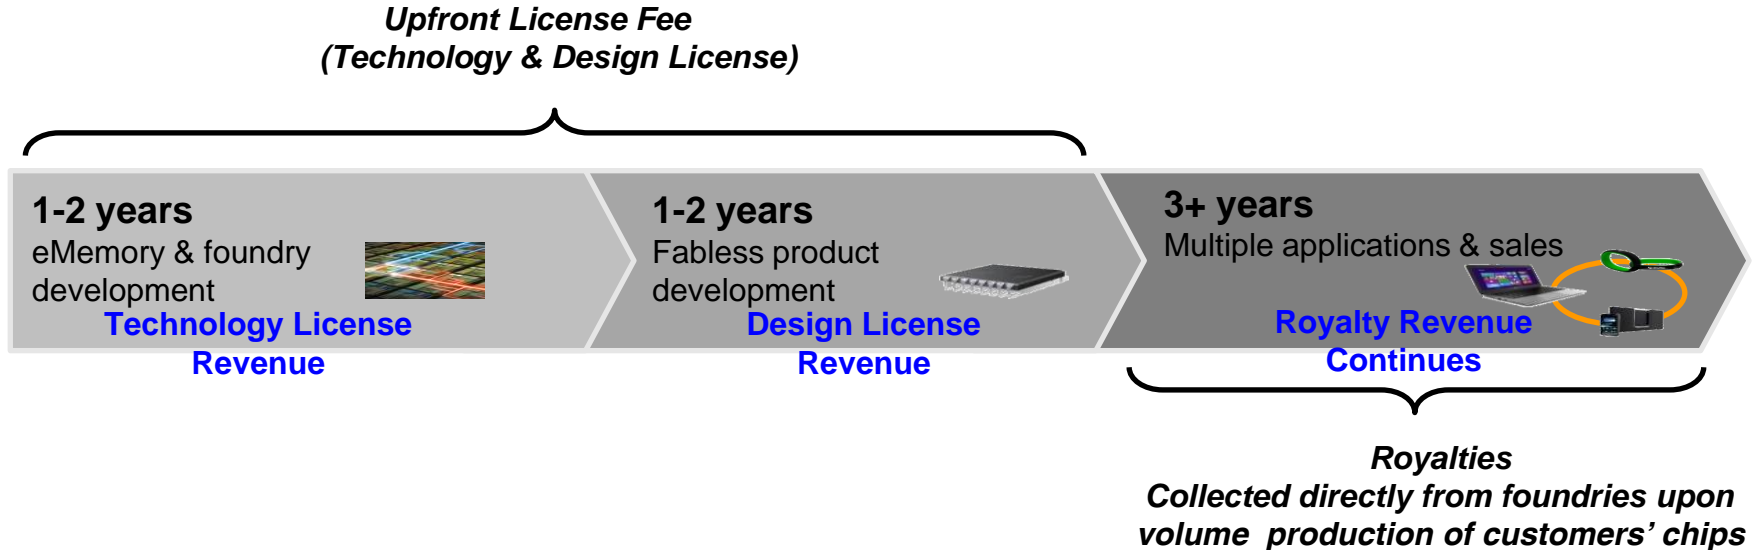 Upfront License Fee
(Technology & Design License)
1-2 years
eMemory & foundry
development
Technology License
Revenue
1-2 years
Fabless product
development
Design License
Revenue
3+ years
Multiple applications & sales
Royalty Revenue
Continues
Royalties
Collected directly from foundries upon
volume production of customers’ chips